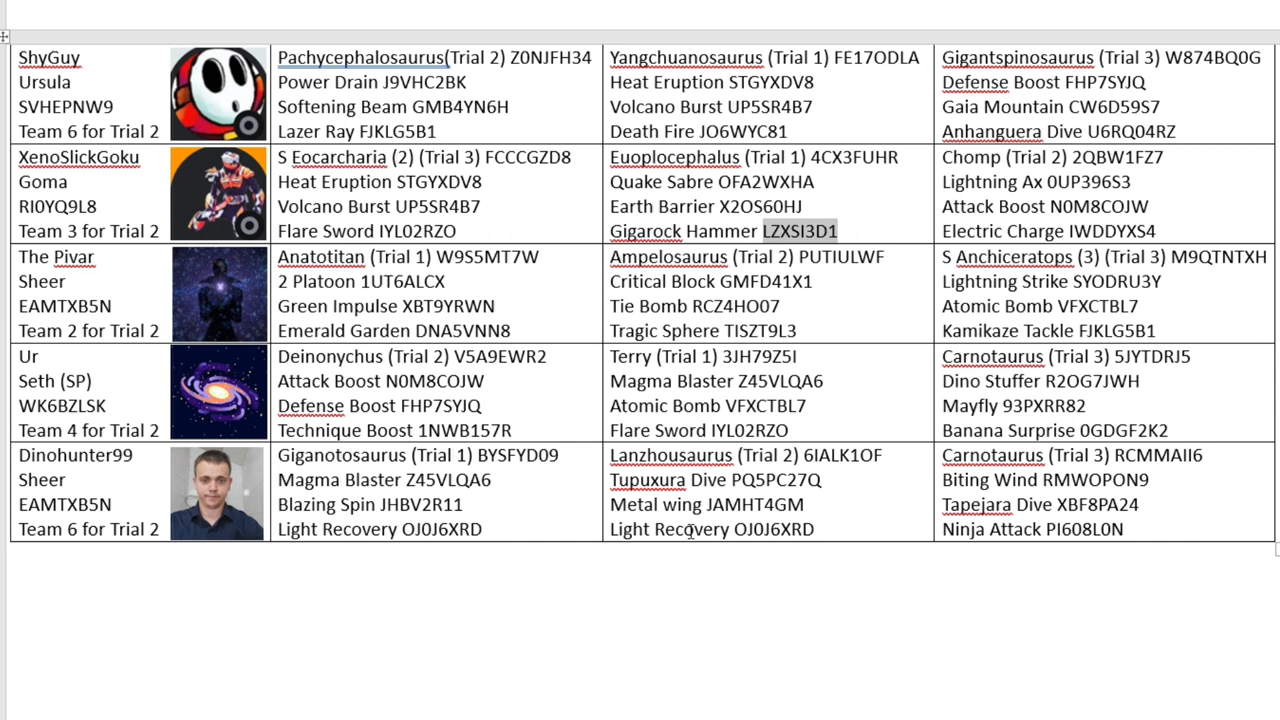 ShyGuy
Ursula
SVHEPNW9
Team 6 for Trial 2
Pachycephalosaurus(Trial 2) Z0NJFH34
Power Drain J9VHC2BK
Softening Beam GMB4YN6H
Lazer Ray FJKLG5B1
Yangchuanosaurus (Trial 1) FE17ODLA
Heat Eruption STGYXDV8
Volcano Burst UP5SR4B7
Death Fire JO6WYC81
Gigantspinosaurus (Trial 3) W874BQ0G
Defense Boost FHP7SYJQ
Gaia Mountain CW6D59S7
Anhanguera Dive U6RQ04RZ
XenoSlickGoku
Goma
RI0YQ9L8
Team 3 for Trial 2
S Eocarcharia (2) (Trial 3) FCCCGZD8
Heat Eruption STGYXDV8
Volcano Burst UP5SR4B7
Flare Sword IYL02RZO
Euoplocephalus (Trial 1) 4CX3FUHR
Quake Sabre OFA2WXHA
Earth Barrier X2OS60HJ
Gigarock Hammer LZXSI3D1
Chomp (Trial 2) 2QBW1FZ7
Lightning Ax 0UP396S3
Attack Boost N0M8COJW
Electric Charge IWDDYXS4
The Pivar
Sheer
EAMTXB5N
Team 2 for Trial 2
Anatotitan (Trial 1) W9S5MT7W
2 Platoon 1UT6ALCX
Green Impulse XBT9YRWN
Emerald Garden DNA5VNN8
Ampelosaurus (Trial 2) PUTIULWF
Critical Block GMFD41X1
Tie Bomb RCZ4HO07
Tragic Sphere TISZT9L3
S Anchiceratops (3) (Trial 3) M9QTNTXH
Lightning Strike SYODRU3Y
Atomic Bomb VFXCTBL7
Kamikaze Tackle FJKLG5B1
Ur
Seth (SP)
WK6BZLSK
Team 4 for Trial 2
Deinonychus (Trial 2) V5A9EWR2
Attack Boost N0M8COJW
Defense Boost FHP7SYJQ
Technique Boost 1NWB157R
Terry (Trial 1) 3JH79Z5I
Magma Blaster Z45VLQA6
Atomic Bomb VFXCTBL7
Flare Sword IYL02RZO
Carnotaurus (Trial 3) 5JYTDRJ5
Dino Stuffer R2OG7JWH
Mayfly 93PXRR82
Banana Surprise 0GDGF2K2
Dinohunter99
Sheer
EAMTXB5N
Team 6 for Trial 2
Giganotosaurus (Trial 1) BYSFYD09
Magma Blaster Z45VLQA6
Blazing Spin JHBV2R11
Light Recovery OJ0J6XRD
Lanzhousaurus (Trial 2) 6IALK1OF
Tupuxura Dive PQ5PC27Q
Metal wing JAMHT4GM
Light Recovery OJ0J6XRD
Carnotaurus (Trial 3) RCMMAII6
Biting Wind RMWOPON9
Tapejara Dive XBF8PA24
Ninja Attack PI608L0N